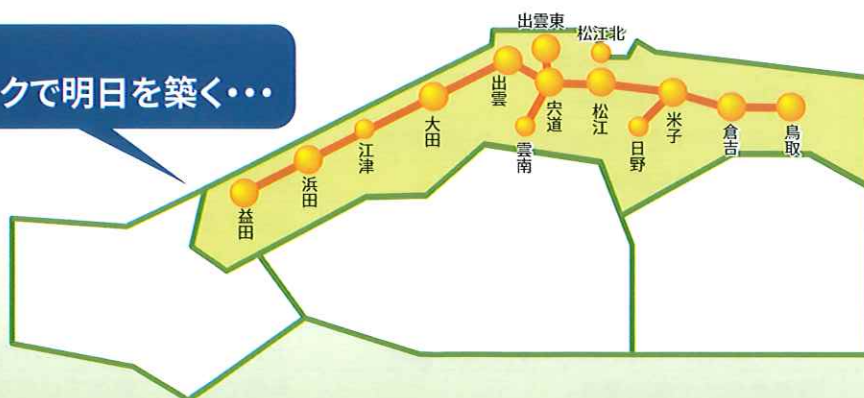 クで明日を築く･･･
出雲東
松江北
出雲
宍道
松江
米子
倉吉
鳥取
大田
江津
浜田
益田
雲南
日野